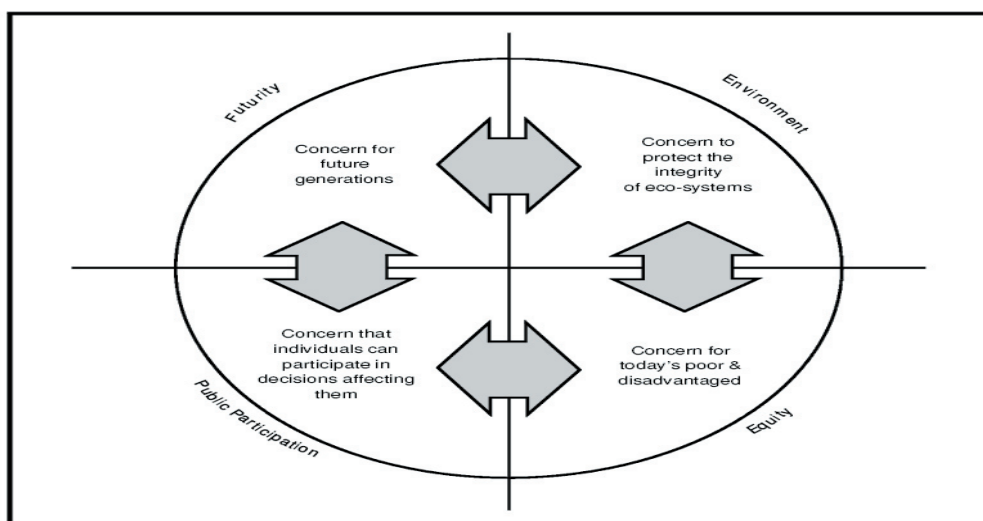 Futurity
Environment
Concern for
future
generations
Concern to
protect the
integrity
of eco-systems
Concern that
individuals can
participate in
decisions affecting
them
Concern for
today's poor &
disadvantaged
Public Participation
Equity